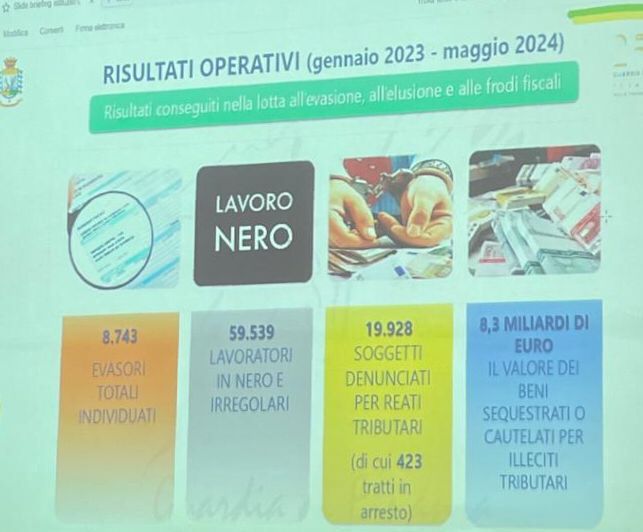 Slide briefing
Modifica Converti Firma elettronica
RISULTATI OPERATIVI (gennaio 2023 - maggio 2024)
Risultati conseguiti nella lotta all'evasione, all'elusione e alle frodi fiscali
LAVORO
NERO
8.743
EVASORI
TOTALI
INDIVIDUATI
59.539
LAVORATORI
IN NERO E
IRREGOLARI
19.928
SOGGETTI
DENUNCIATI
PER REATI
TRIBUTARI
(di cui 423
tratti in
arresto)
8,3 MILIARDI DI
EURO
IL VALORE DEI
BENI
SEQUESTRATI O
CAUTELATI PER
ILLECITI
TRIBUTARI
GUARDIA